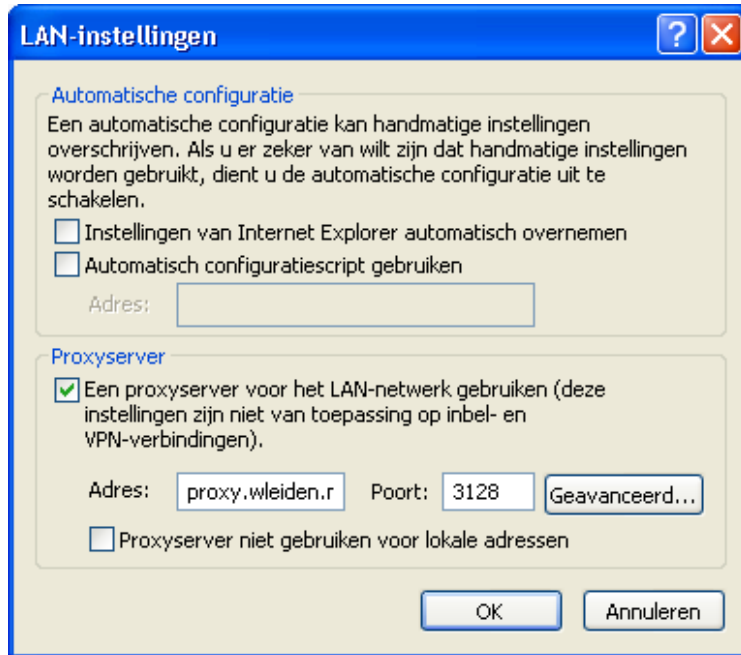 LAN-instellingen
Automatische configuratie
Een automatische configuratie kan handmatige instellingen
overschrijven. Als u er zeker van wilt zijn dat handmatige instellingen
worden gebruikt, dient u de automatische configuratie uit te
schakelen.
Instellingen van Internet Explorer automatisch overnemen
Automatisch configuratiescript gebruiken
Adres:
Proxyserver
Een proxyserver voor het LAN-netwerk gebruiken (deze
instellingen zijn niet van toepassing op inbel- en
VPN-verbindingen).
Adres: proxy.wleiden.r Poort: 3128 Geavanceerd...
Proxyserver niet gebruiken voor lokale adressen
OK Annuleren